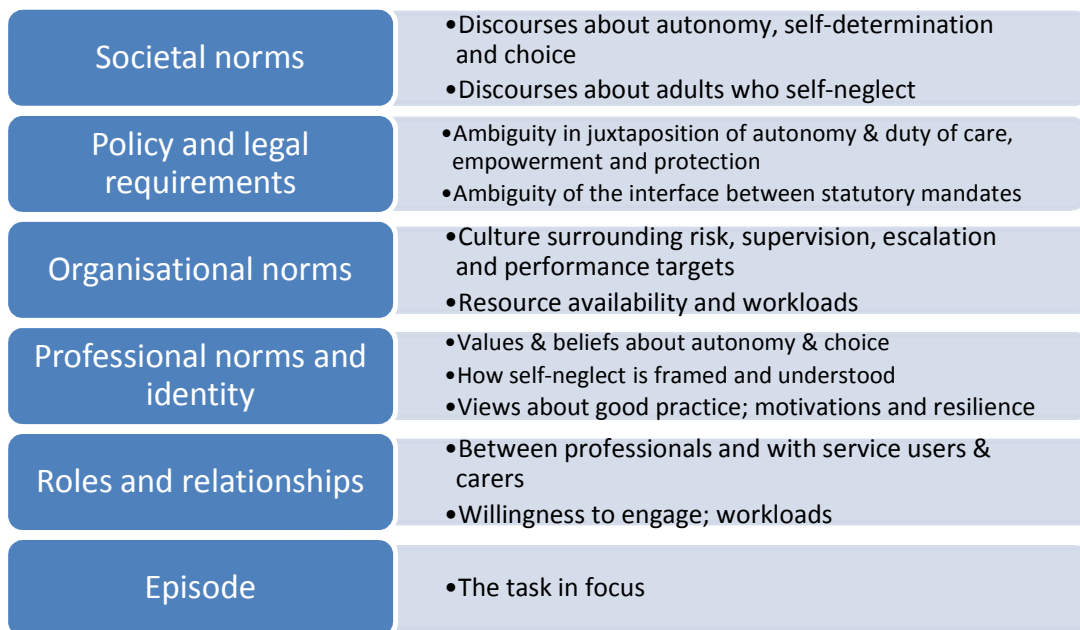 Societal norms
•Discourses about autonomy, self-determination
and choice
•Discourses about adults who self-neglect
Policy and legal
requirements
•Ambiguity in juxtaposition of autonomy & duty of care,
empowerment and protection
•Ambiguity of the interface between statutory mandates
Organisational norms
•Culture surrounding risk, supervision, escalation
and performance targets
•Resource availability and workloads
Professional norms and
identity
•Values & beliefs about autonomy & choice
•How self-neglect is framed and understood
•Views about good practice; motivations and resilience
Roles and relationships
•Between professionals and with service users &
carers
•Willingness to engage; workloads
Episode
•The task in focus